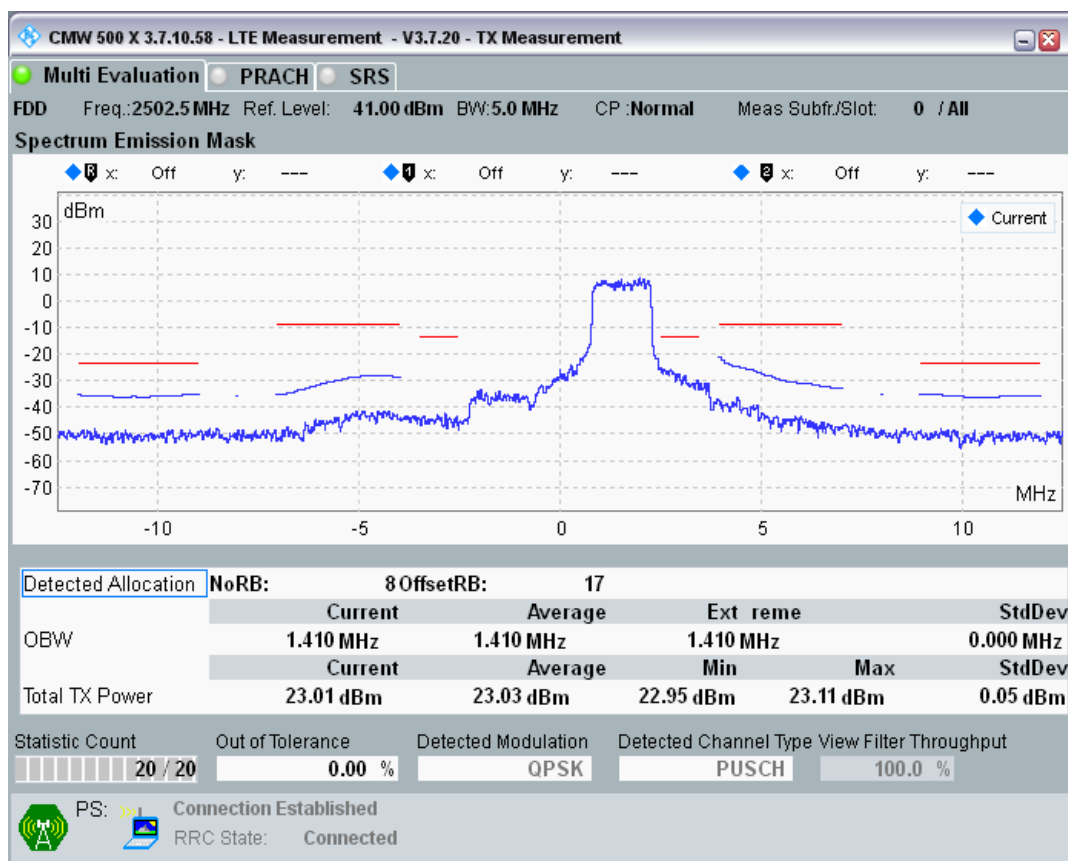 CMW 500 X 3.7.10.58 - LTE Measurement - V3.7.20 - TX Measurement
Multi Evaluation PRACH SRS
FDD Freq.:2502.5 MHz Ref. Level: 41.00 dBm BW:5.0 MHz CP :Normal Meas Subfr./Slot: 0 / All
Spectrum Emission Mask
R x: Off y: --- 1 x: Off y: --- 2 x: Off y: ---
dBm
Current
30
20
10
0
-10
-20
-30
-40
-50
-60
-70
MHz
-10 -5 0 5 10
Detected Allocation NoRB: 8 OffsetRB: 17
Current Average Ext reme StdDev
OBW 1.410 MHz 1.410 MHz 1.410 MHz 0.000 MHz
Current Average Min Max StdDev
Total TX Power 23.01 dBm 23.03 dBm 22.95 dBm 23.11 dBm 0.05 dBm
Statistic Count Out of Tolerance Detected Modulation Detected Channel Type View Filter Throughput
20 / 20 0.00 % QPSK PUSCH 100.0 %
PS: Connection Established
RRC State: Connected